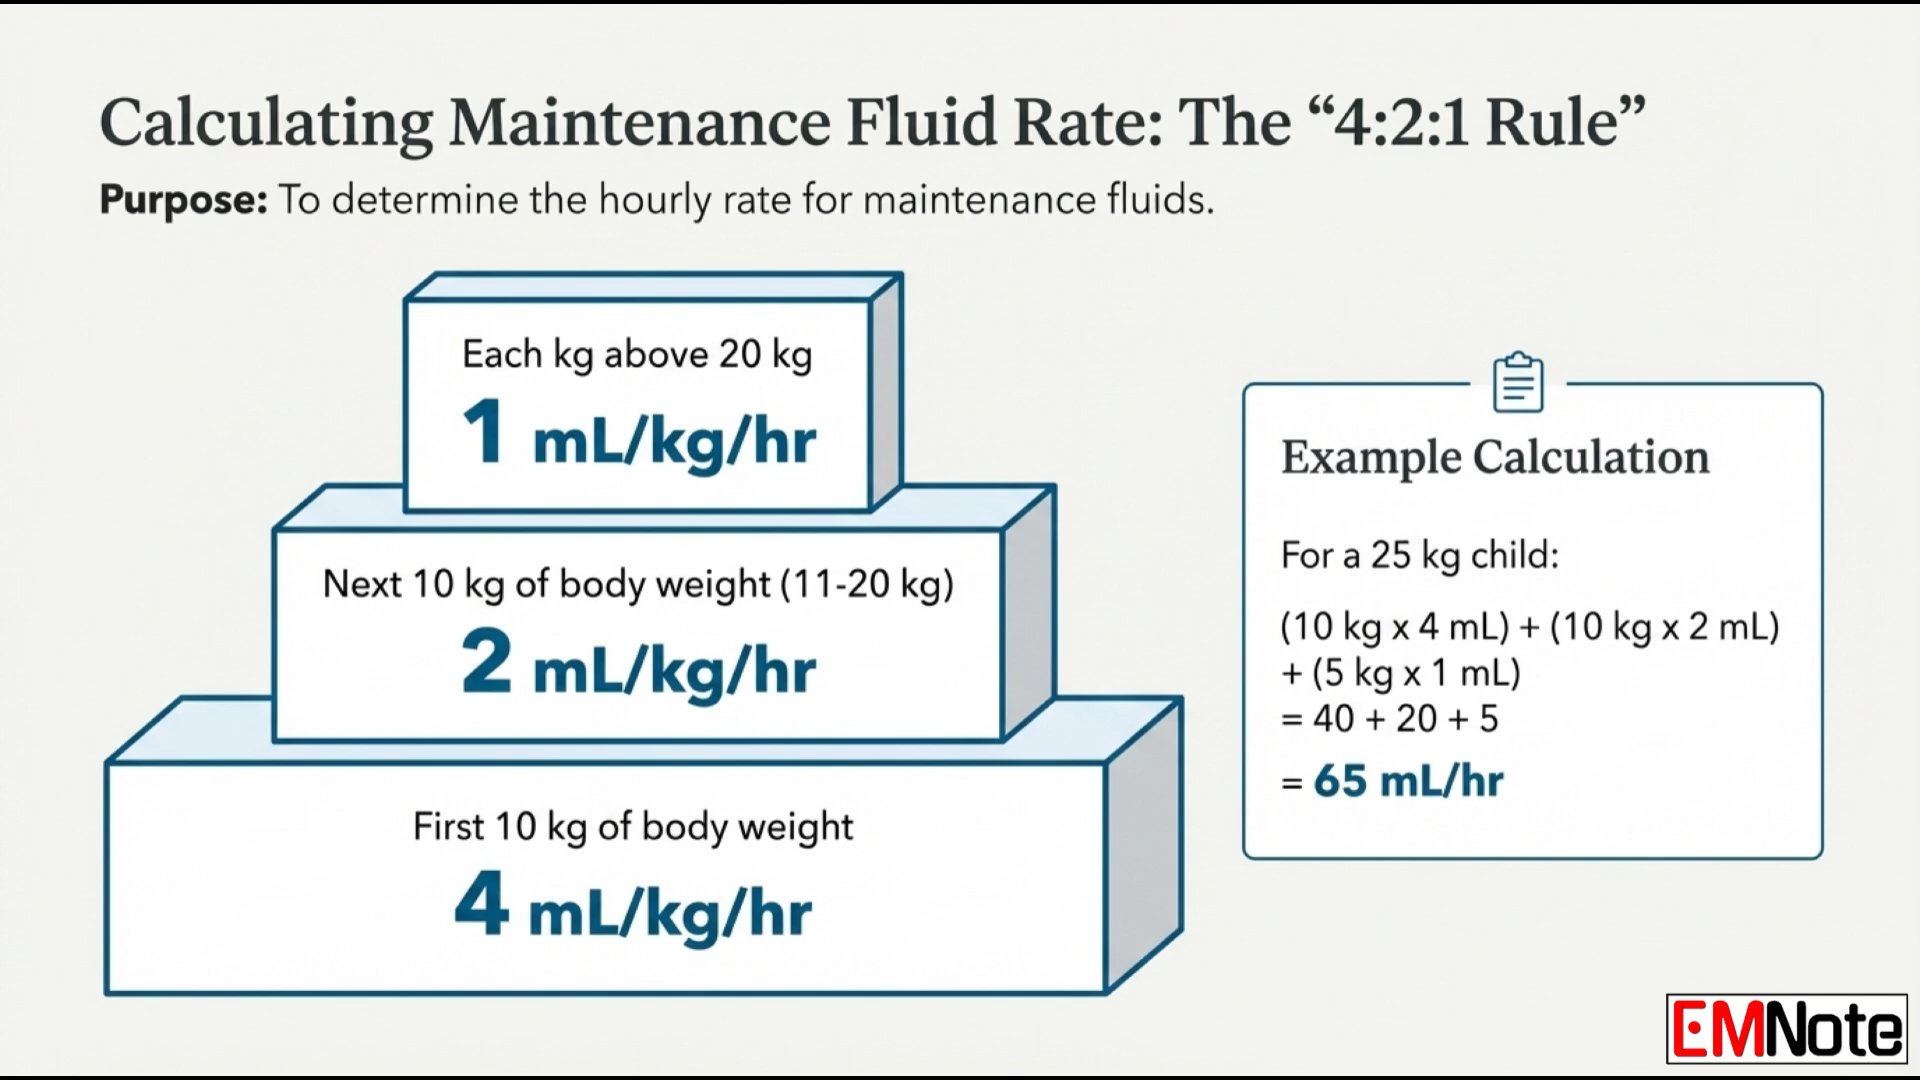 Calculating Maintenance Fluid Rate: The “4:2:1 Rule”
Purpose: To determine the hourly rate for maintenance fluids.
Each kg above 20 kg
1 mL/kg/hr
Next 10 kg of body weight (11-20 kg)
2 mL/kg/hr
First 10 kg of body weight
4 mL/kg/hr
Example Calculation
For a 25 kg child:
(10 kg x 4 mL) + (10 kg x 2 mL)
+ (5 kg x 1 mL)
= 40 + 20 + 5
= 65 mL/hr
EMNote